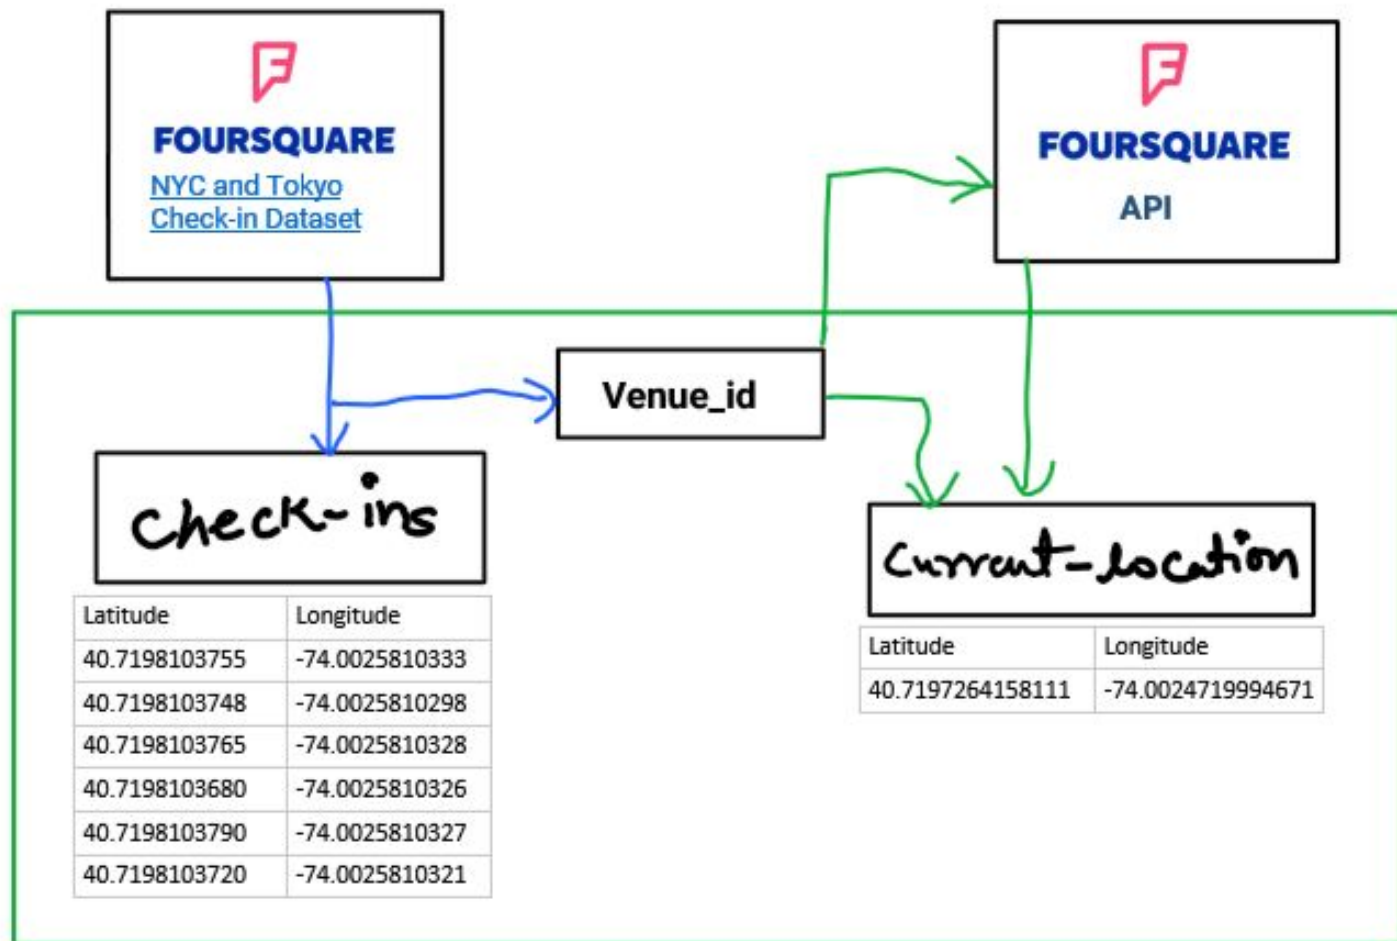 FOURSQUARE
NYC and Tokyo
Check-in Dataset
FOURSQUARE
API
Venue_id
Check-ins
Latitude Longitude
40.7198103755 -74.0025810333
40.7198103748 -74.0025810298
40.7198103765 -74.0025810328
40.7198103680 -74.0025810326
40.7198103790 -74.0025810327
40.7198103720 -74.0025810321
Current-location
Latitude Longitude
40.7197264158111 -74.0024719994671